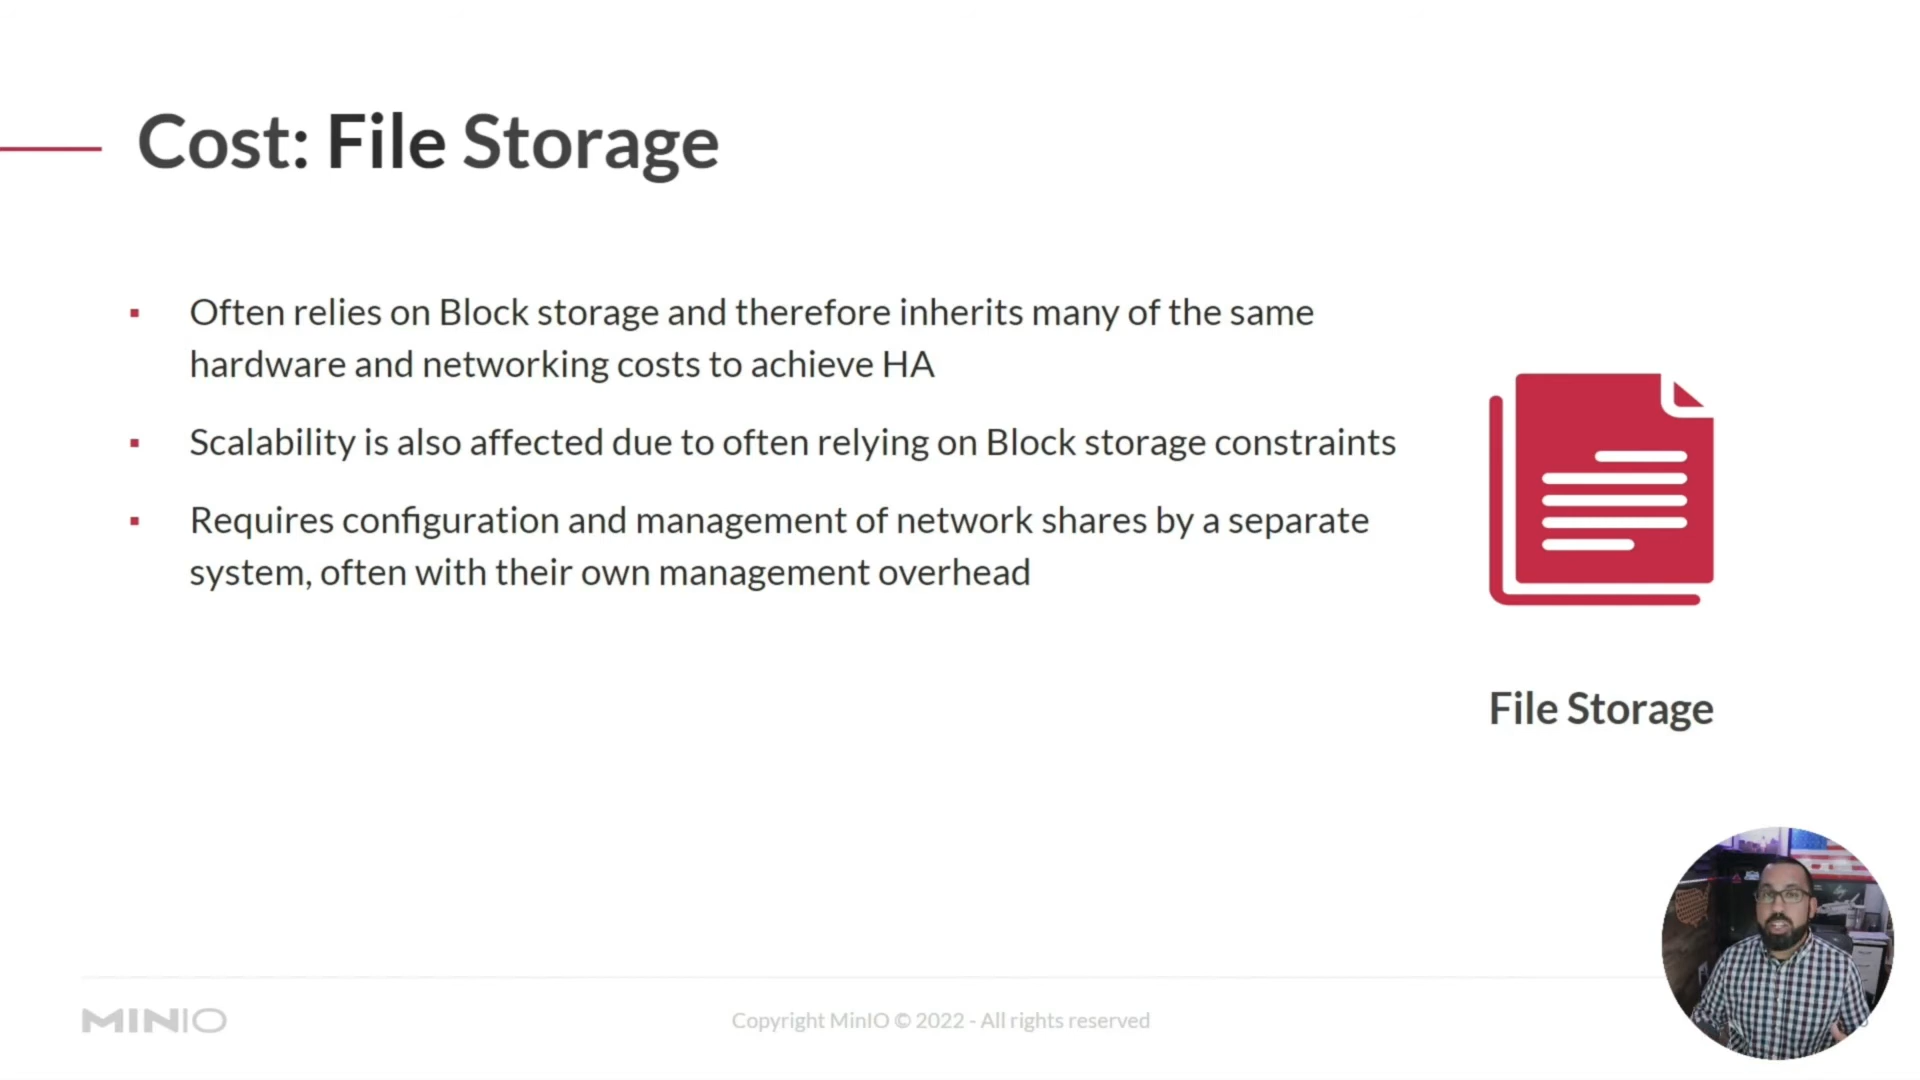 Cost: File Storage
Often relies on Block storage and therefore inherits many of the same
hardware and networking costs to achieve HA
Scalability is also affected due to often relying on Block storage constraints
Requires configuration and management of network shares by a separate
system, often with their own management overhead
File Storage
MINIO
Copyright MinIO © 2022 - All rights reserved